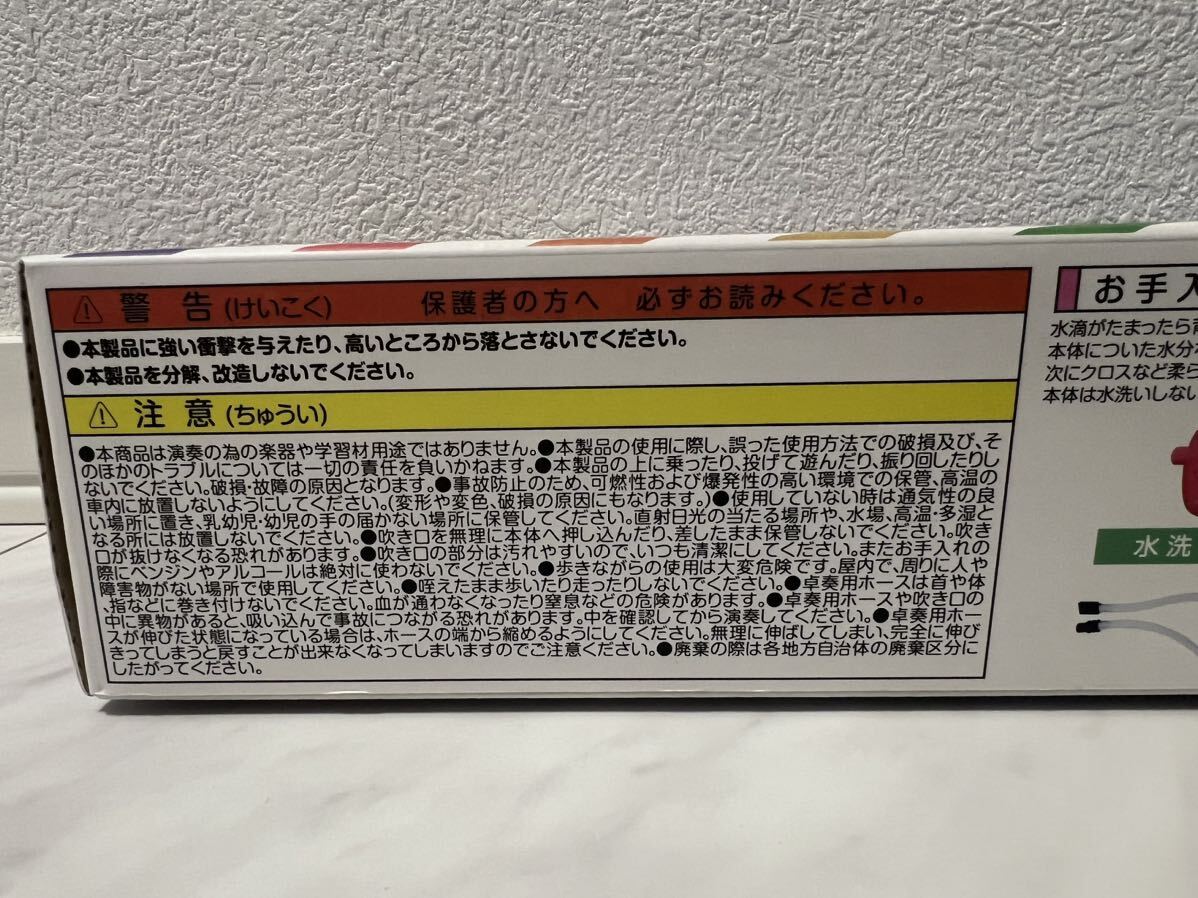 ⚠ 警告(けいこく) 保護者の方へ 必ずお読みください。
●本製品に強い衝撃を与えたり、高いところから落とさないでください。
●本製品を分解、改造しないでください。
⚠ 注意(ちゅうい)
●本商品は演奏の為の楽器や学習材用途ではありません。●本製品の使用に際し、誤った使用方法での破損及び、そ
のほかのトラブルについては一切の責任を負いかねます。●本製品の上に乗ったり、投げて遊んだり、振り回したりし
ないでください。破損・故障の原因となります。●事故防止のため、可燃性および爆発性の高い環境での保管、高温の
車内に放置しないようにしてください。(変形や変色、破損の原因にもなります。)●使用していない時は通気性の良
い場所に置き、乳幼児・幼児の手の届かない場所に保管してください。直射日光の当たる場所や、水場、高温・多湿と
なる所には放置しないでください。●吹き口を無理に本体へ押し込んだり、差したまま保管しないでください。吹き
口が抜けなくなる恐れがあります。●吹き口の部分は汚れやすいので、いつも清潔にしてください。またお手入れの
際にベンジンやアルコールは絶対に使わないでください。●歩きながらの使用は大変危険です。屋内で、周りに人や
障害物がない場所で使用してください。●咥えたまま歩いたり走ったりしないでください。●卓奏用ホースは首や体
、指などに巻き付けないでください。血が通わなくなったり窒息などの危険があります。●卓奏用ホースや吹き口の
中に異物があると、吸い込んで事故につながる恐れがあります。中を確認してから演奏してください。●卓奏用ホー
スが伸びた状態になっている場合は、ホースの端から縮めるようにしてください。無理に伸ばしてしまい、完全に伸び
きってしまうと戻すことが出来なくなってしまいますのでご注意ください。●廃棄の際は各地方自治体の廃棄区分に
したがってください。
お手入
水滴がたまったら
本体についた水分
次にクロスなど柔ら
本体は水洗いしない
水洗